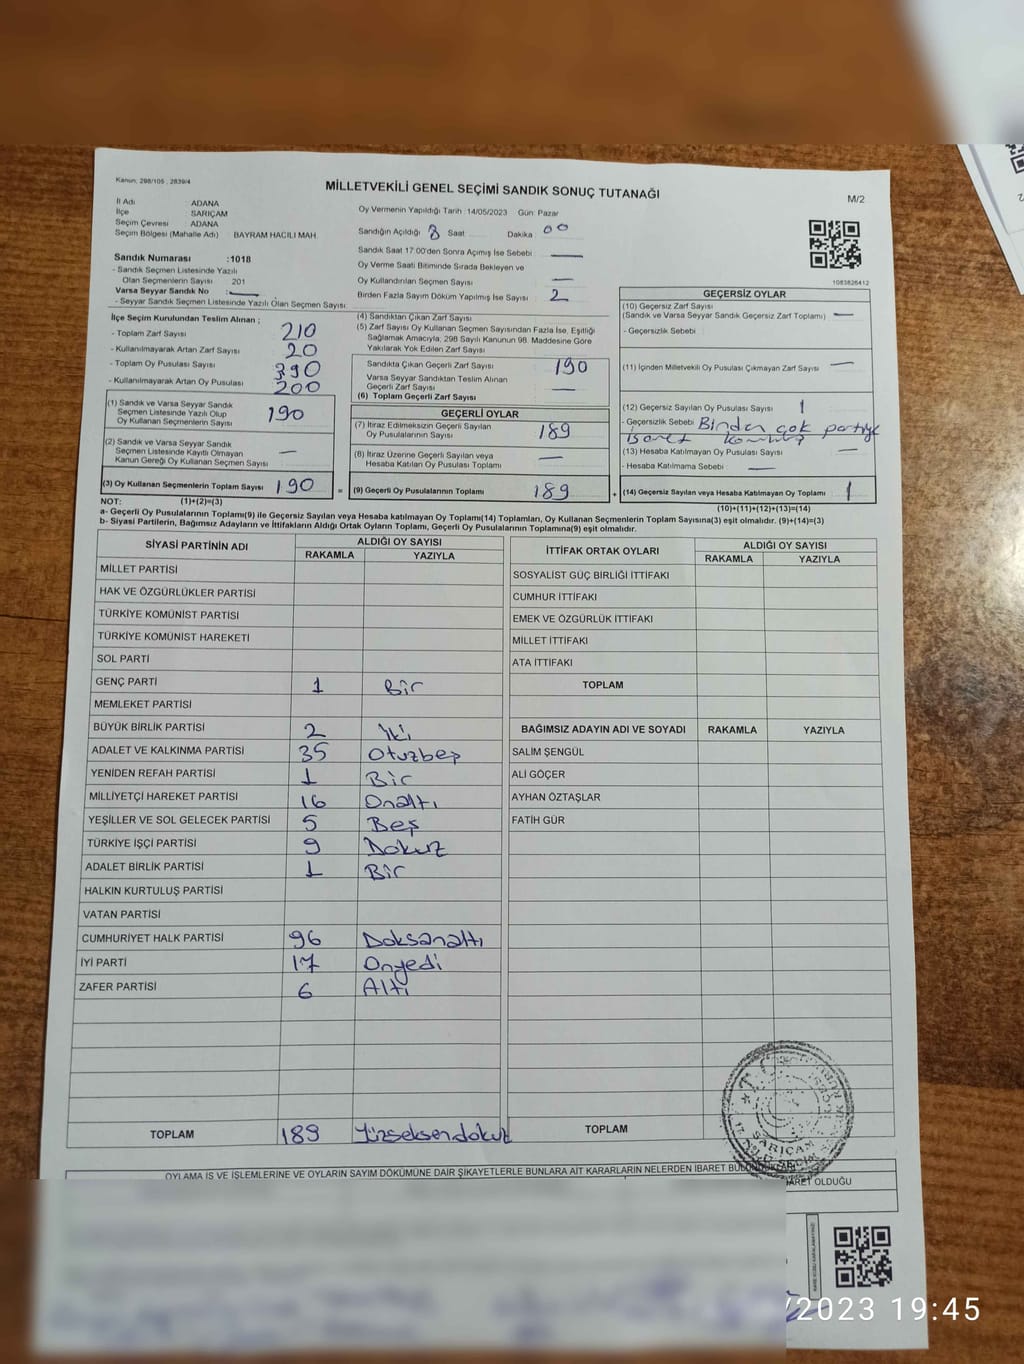 Kanun: 298/105 , 2839/4
MİLLETVEKİLİ GENEL SEÇİMİ SANDIK SONUÇ TUTANAĞI
M/2
İl Adı : ADANA
İlçe : SARIÇAM
Seçim Çevresi : ADANA
Seçim Bölgesi (Mahalle Adı) : BAYRAM HACILI MAH.
Oy Vermenin Yapıldığı Tarih :14/05/2023 Gün: Pazar
Sandığın Açıldığı 8 Saat Dakika 00
Sandık Saat 17:00'den Sonra Açımış İse Sebebi : —
Oy Verme Saati Bitiminde Sırada Bekleyen ve
Oy Kullandırılan Seçmen Sayısı —
Birden Fazla Sayım Döküm Yapılmış İse Sayısı 2
1083826412
Sandık Numarası :1018
- Sandık Seçmen Listesinde Yazılı
Olan Seçmenlerin Sayısı 201
Varsa Seyyar Sandık No : —
- Seyyar Sandık Seçmen Listesinde Yazılı Olan Seçmen Sayısı:
İlçe Seçim Kurulundan Teslim Alınan ;
- Toplam Zarf Sayısı 210
- Kullanılmayarak Artan Zarf Sayısı 20
- Toplam Oy Pusulası Sayısı 390
- Kullanılmayarak Artan Oy Pusulası 200
(1) Sandık ve Varsa Seyyar Sandık
Seçmen Listesinde Yazılı Olup
Oy Kullanan Seçmenlerin Sayısı 190
(2) Sandık ve Varsa Seyyar Sandık
Seçmen Listesinde Kayıtlı Olmayan
Kanun Gereği Oy Kullanan Seçmen Sayısı —
(3) Oy Kullanan Seçmenlerin Toplam Sayısı 190
(1)+(2)=(3)
(4) Sandıktan Çıkan Zarf Sayısı
(5) Zarf Sayısı Oy Kullanan Seçmen Sayısından Fazla İse, Eşitliği
Sağlamak Amacıyla, 298 Sayılı Kanunun 98. Maddesine Göre
Yakılarak Yok Edilen Zarf Sayısı
Sandıkta Çıkan Geçerli Zarf Sayısı 190
Varsa Seyyar Sandıktan Teslim Alınan
Geçerli Zarf Sayısı —
(6) Toplam Geçerli Zarf Sayısı
GEÇERLİ OYLAR
(7) İtiraz Edilmeksizin Geçerli Sayılan
Oy Pusulalarının Sayısı 189
(8) İtiraz Üzerine Geçerli Sayılan veya
Hesaba Katılan Oy Pusulası Toplamı —
= (9) Geçerli Oy Pusulalarının Toplamı 189 +
GEÇERSİZ OYLAR
(10) Geçersiz Zarf Sayısı
(Sandık ve Varsa Seyyar Sandık Geçersiz Zarf Toplamı) —
- Geçersizlik Sebebi
(11) İçinden Milletvekili Oy Pusulası Çıkmayan Zarf Sayısı —
(12) Geçersiz Sayılan Oy Pusulası Sayısı 1
- Geçersizlik Sebebi Birden çok partiye
(13) Hesaba Katılmayan Oy Pusulası Sayısı —
- Hesaba Katılmama Sebebi —
(14) Geçersiz Sayılan veya Hesaba Katılmayan Oy Toplamı 1
(10)+(11)+(12)+(13)=(14)
NOT:
a- Geçerli Oy Pusulaları Toplamı(9) ile Geçersiz Sayılan veya Hesaba katılmayan Oy Toplamı(14) Toplamları, Oy Kullanan Seçmenlerin Toplam Sayısına(3) eşit olmalıdır. (9)+(14)=(3)
b- Siyasi Partilerin, Bağımsız Adayların ve İttifakların Aldığı Ortak Oyların Toplamı, Geçerli Oy Pusulalarının Toplamına(9) eşit olmalıdır.
SİYASİ PARTİNİN ADI ALDIĞI OY SAYISI
RAKAMLA YAZIYLA
MİLLET PARTİSİ
HAK VE ÖZGÜRLÜKLER PARTİSİ
TÜRKİYE KOMÜNİST PARTİSİ
TÜRKİYE KOMÜNİST HAREKETİ
SOL PARTİ
GENÇ PARTİ 1 Bir
MEMLEKET PARTİSİ
BÜYÜK BİRLİK PARTİSİ 2 İki
ADALET VE KALKINMA PARTİSİ 35 Otuzbeş
YENİDEN REFAH PARTİSİ 1 Bir
MİLLİYETÇİ HAREKET PARTİSİ 16 Onaltı
YEŞİLLER VE SOL GELECEK PARTİSİ 5 Beş
TÜRKİYE İŞÇİ PARTİSİ 9 Dokuz
ADALET BİRLİK PARTİSİ 1 Bir
HALKIN KURTULUŞ PARTİSİ
VATAN PARTİSİ
CUMHURİYET HALK PARTİSİ 96 Doksanaltı
İYİ PARTİ 17 Onyedi
ZAFER PARTİSİ 6 Altı
TOPLAM 189 Yüzseksendokuz
İTTİFAK ORTAK OYLARI ALDIĞI OY SAYISI
RAKAMLA YAZIYLA
SOSYALİST GÜÇ BİRLİĞİ İTTİFAKI
CUMHUR İTTİFAKI
EMEK VE ÖZGÜRLÜK İTTİFAKI
MİLLET İTTİFAKI
ATA İTTİFAKI
TOPLAM
BAĞIMSIZ ADAYIN ADI VE SOYADI RAKAMLA YAZIYLA
SALİM ŞENGÜL
ALİ GÖÇER
AYHAN ÖZTAŞLAR
FATİH GÜR
TOPLAM
T.C.
SARIÇAM
OYLAMA İŞ VE İŞLEMLERİNE VE OYLARIN SAYIM DÖKÜMÜNE DAİR ŞİKAYETLERLE BUNLARA AİT KARARLARIN NELERDEN İBARET
OLDUĞU
/2023 19:45